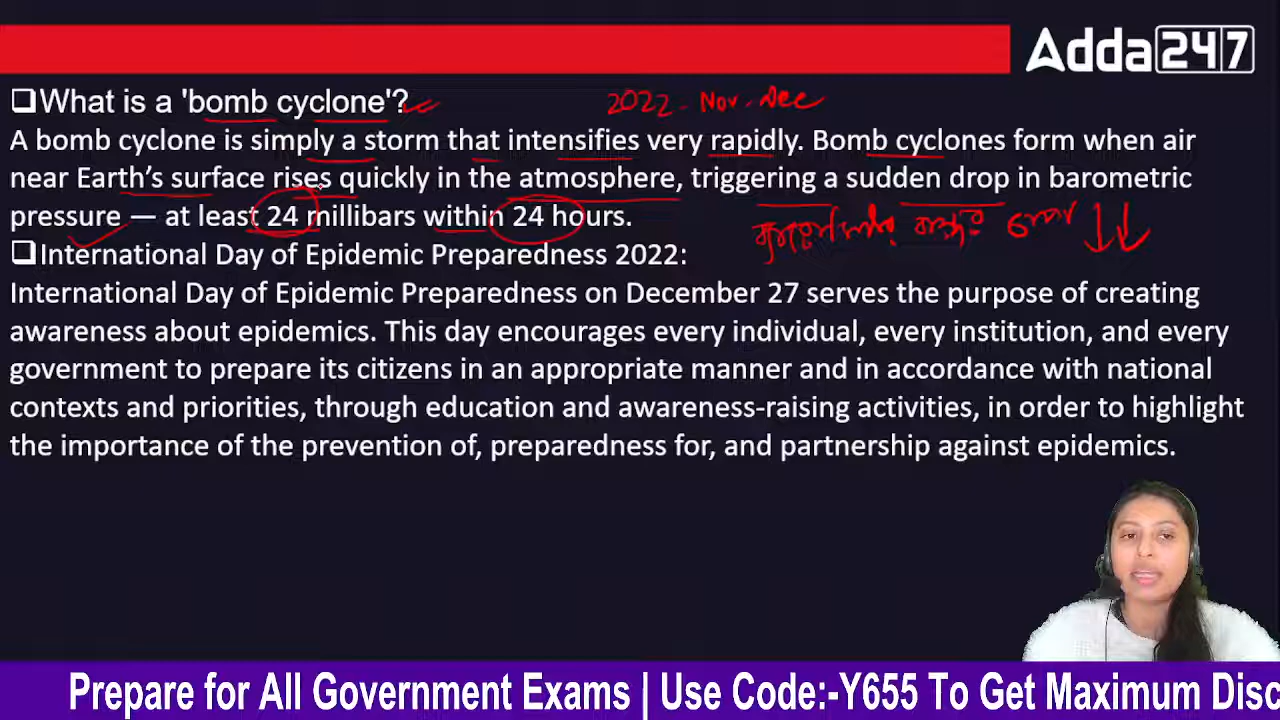 Adda247
❑What is a 'bomb cyclone'? 2022 - Nov - Dec
A bomb cyclone is simply a storm that intensifies very rapidly. Bomb cyclones form when air
near Earth’s surface rises quickly in the atmosphere, triggering a sudden drop in barometric
pressure — at least 24 millibars within 24 hours.
❑International Day of Epidemic Preparedness 2022:
International Day of Epidemic Preparedness on December 27 serves the purpose of creating
awareness about epidemics. This day encourages every individual, every institution, and every
government to prepare its citizens in an appropriate manner and in accordance with national
contexts and priorities, through education and awareness-raising activities, in order to highlight
the importance of the prevention of, preparedness for, and partnership against epidemics.
Prepare for All Government Exams | Use Code:-Y655 To Get Maximum Disc